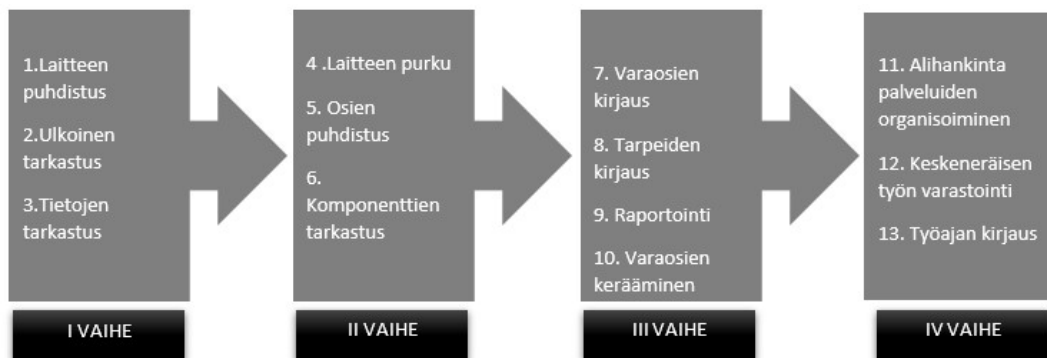 1.Laitteen
puhdistus
2.Ulkoinen
tarkastus
3.Tietojen
tarkastus
I VAIHE
4 .Laitteen purku
5. Osien
puhdistus
6.
Komponenttien
tarkastus
II VAIHE
7. Varaosien
kirjaus
8. Tarpeiden
kirjaus
9. Raportointi
10. Varaosien
kerääminen
III VAIHE
11. Alihankinta
palveluiden
organisoiminen
12. Keskeneräisen
työn varastointi
13. Työajan kirjaus
IV VAIHE